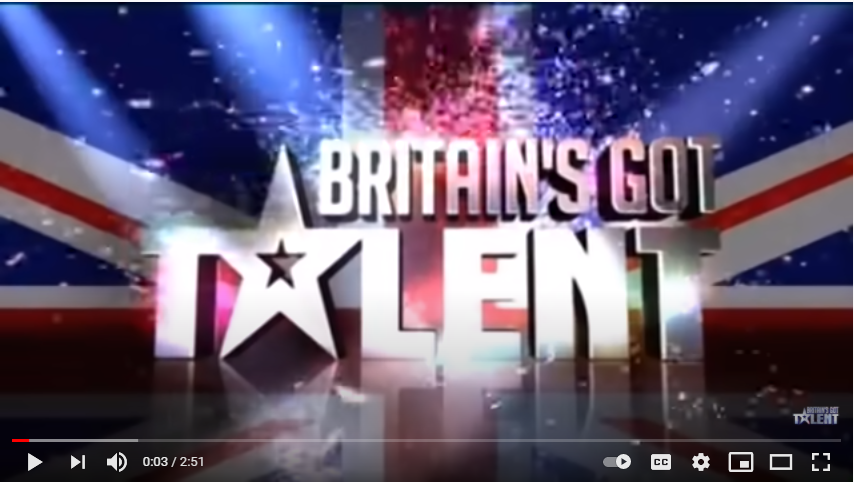 BRITAIN'S GOT
TALENT
BRITAIN'S GOT
TALENT
0:03 / 2:51
CC